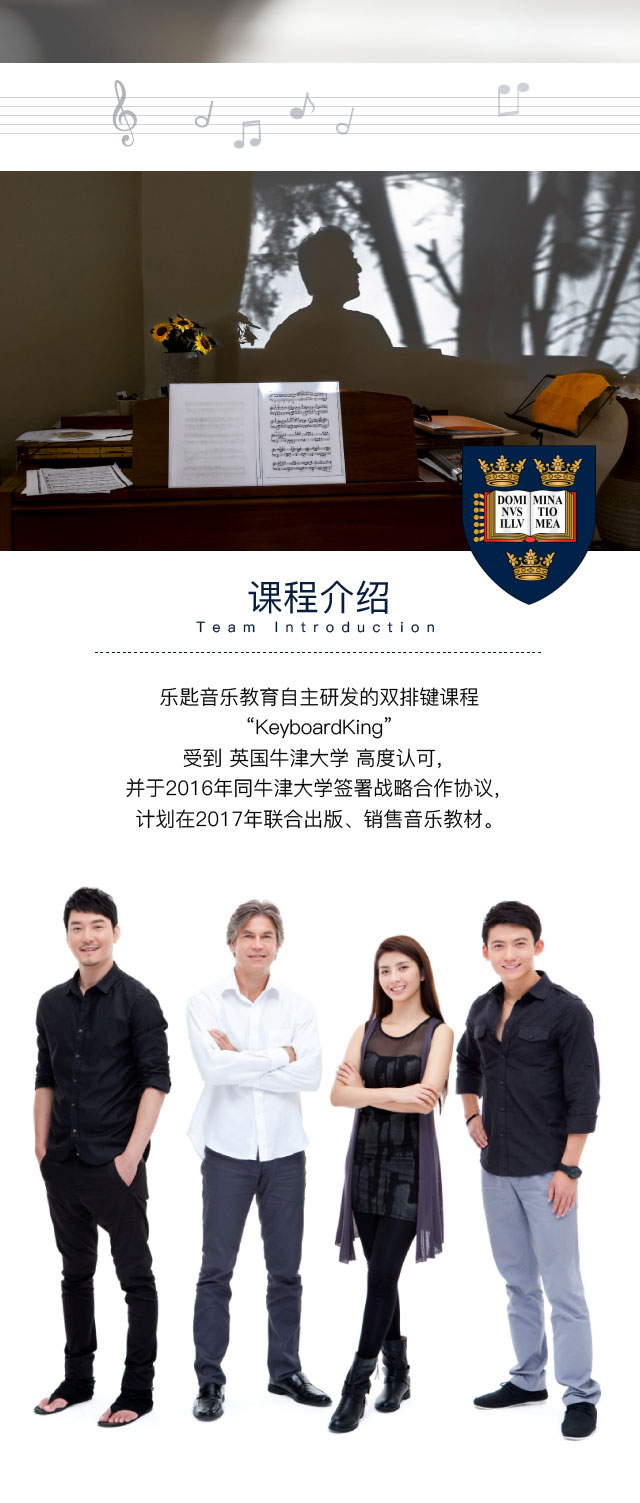 DOMI
NVS
ILLV
MINA
TIO
MEA
课程介绍
Team Introduction
乐匙音乐教育自主研发的双排键课程
“KeyboardKing”
受到 英国牛津大学 高度认可，
并于2016年同牛津大学签署战略合作协议，
计划在2017年联合出版、销售音乐教材。